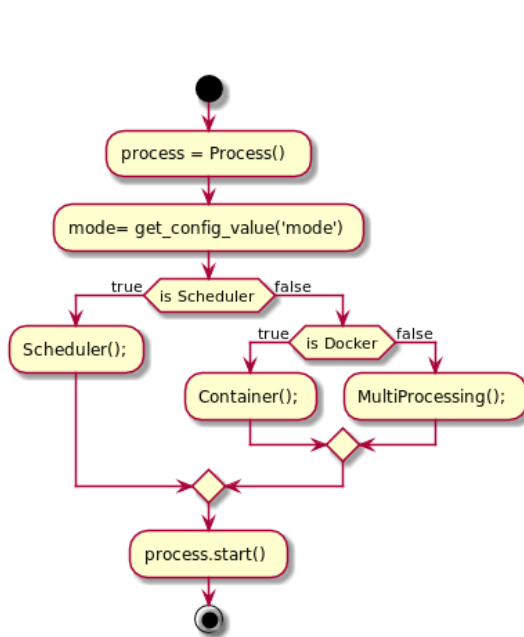 process = Process()
mode= get_config_value('mode')
true
is Scheduler
false
Scheduler();
true
is Docker
false
Container();
MultiProcessing();
process.start()